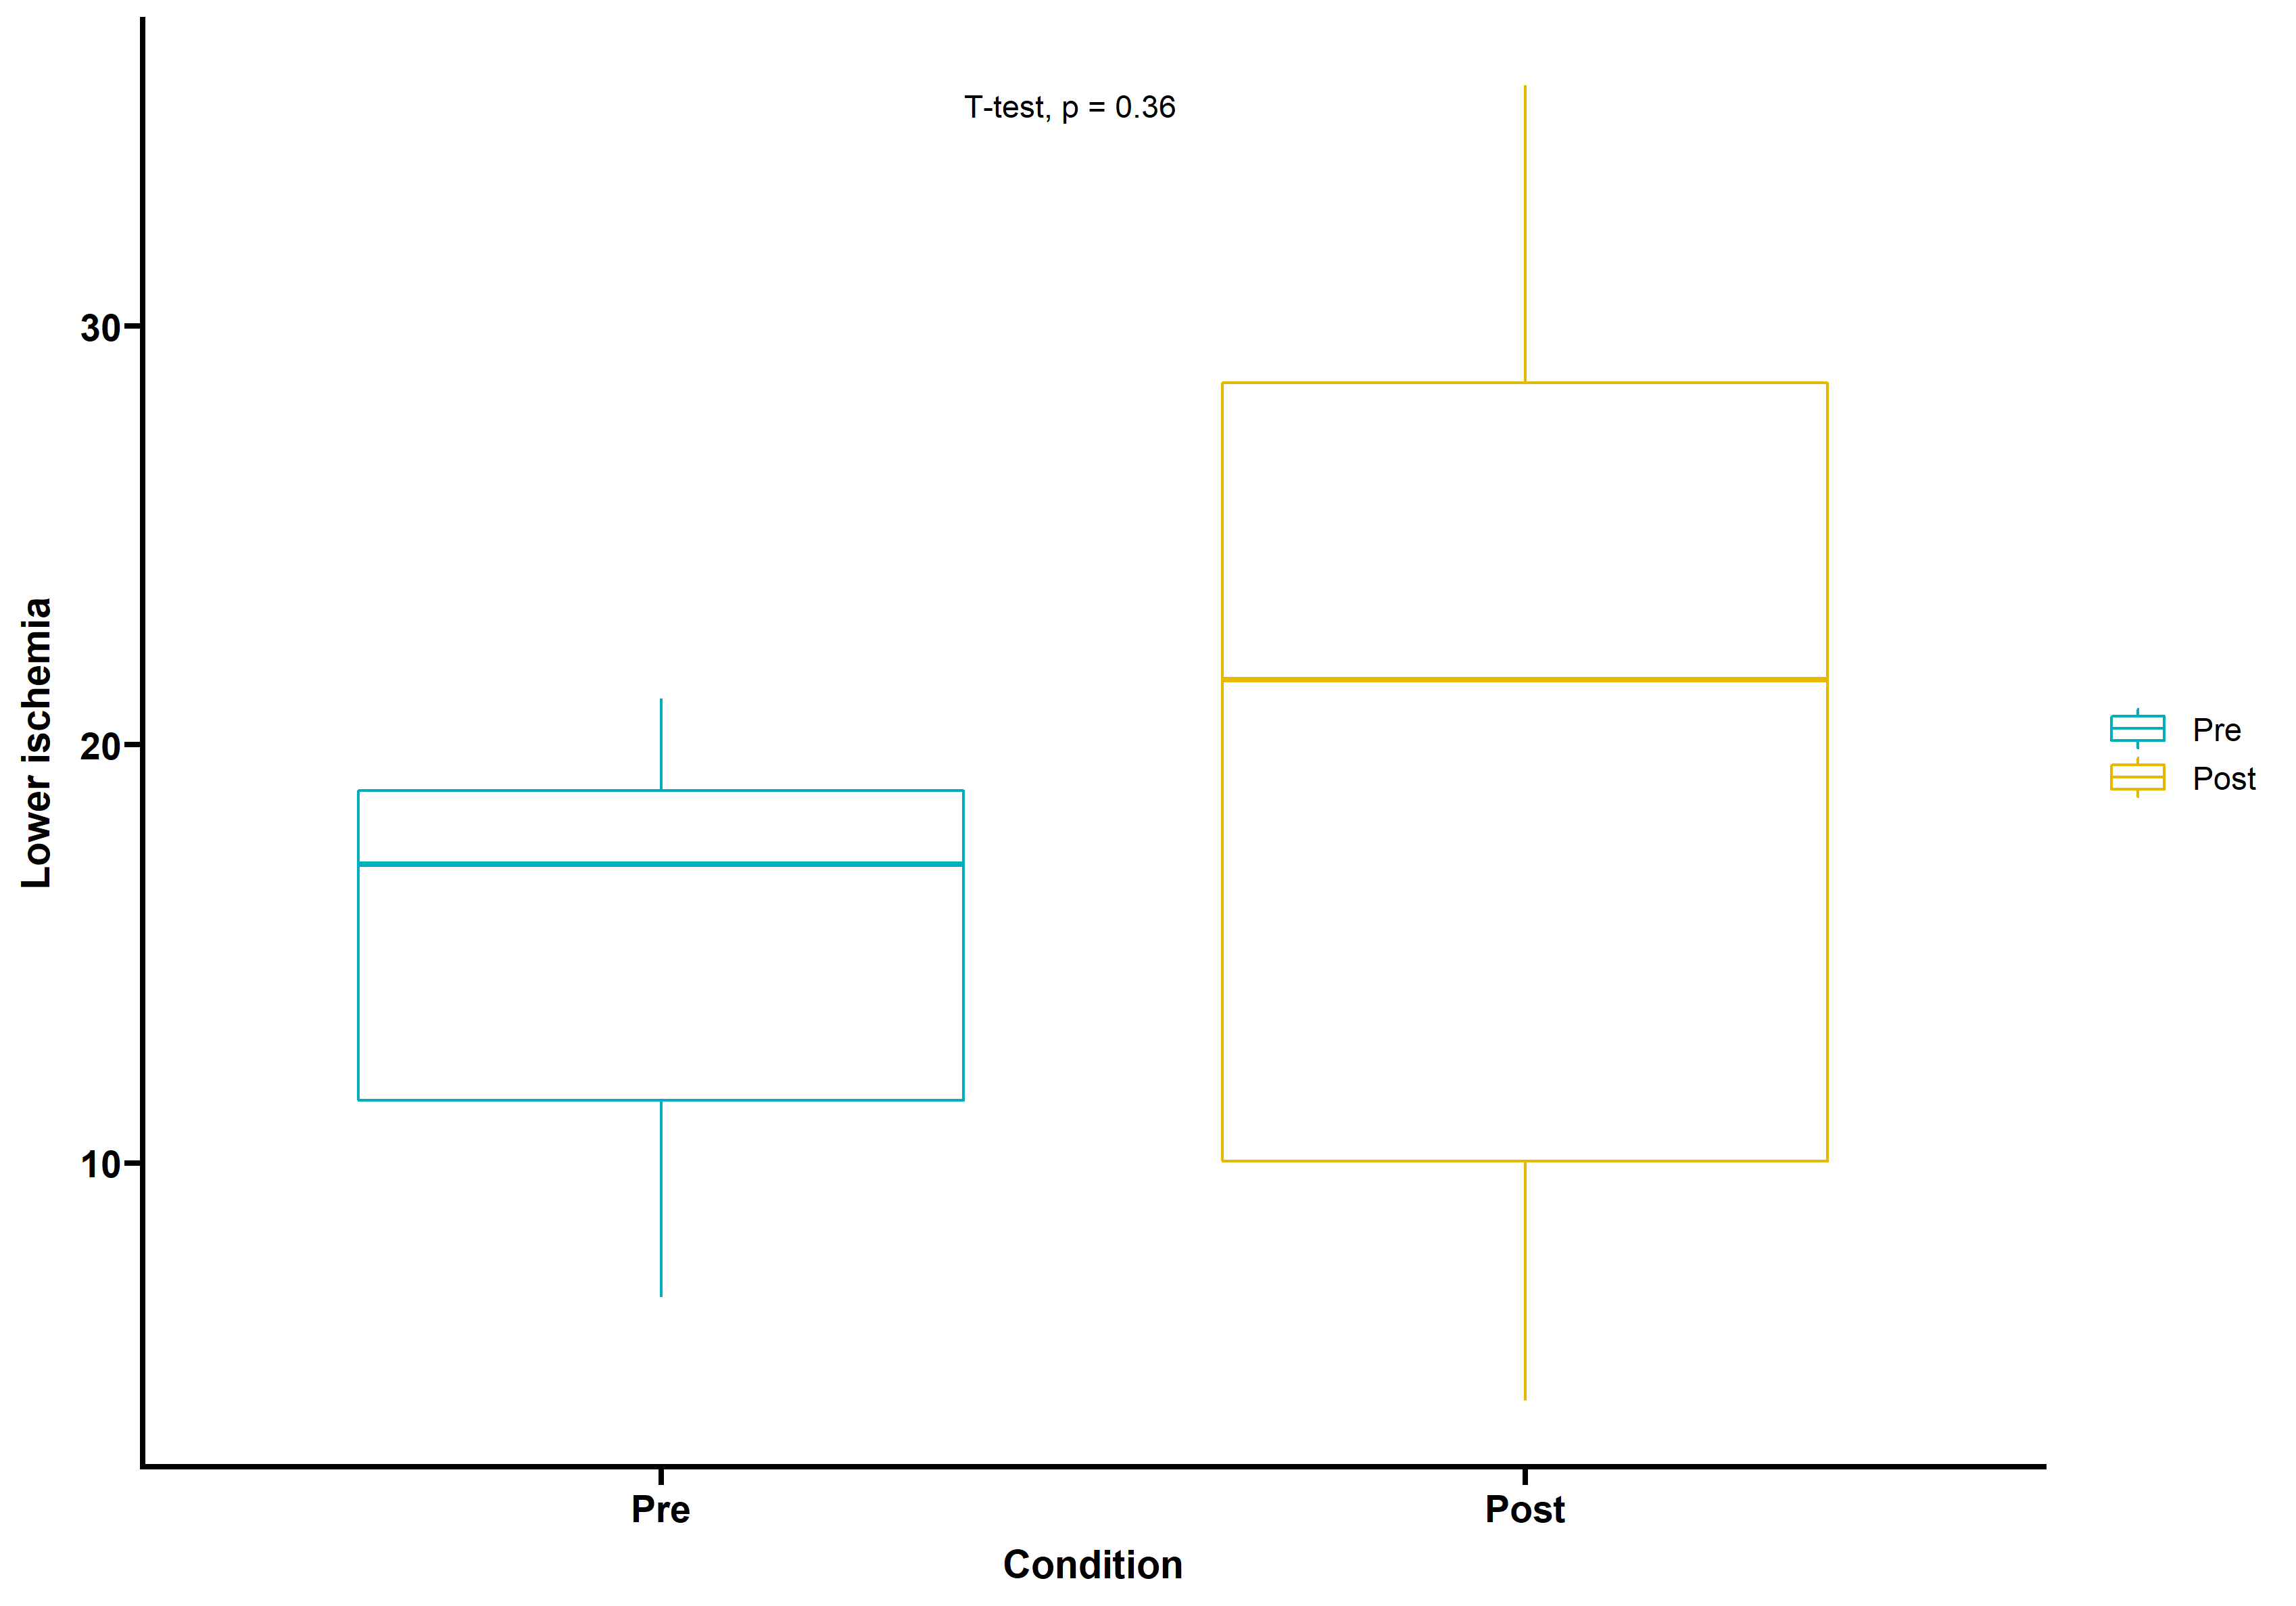 T-test, p = 0.36
30
20
10
Lower ischemia
Pre
Post
Condition
Pre
Post